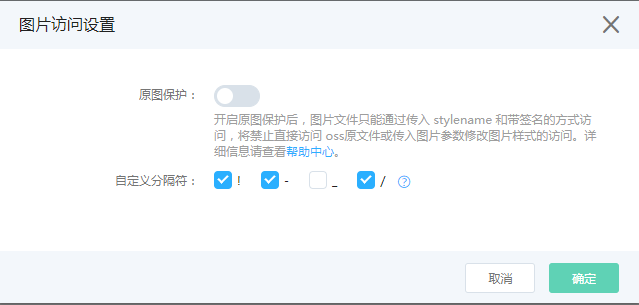 图片访问设置
原图保护：
开启原图保护后，图片文件只能通过传入 stylename 和带签名的方式访
问，将禁止直接访问 oss原文件或传入图片参数修改图片样式的访问。详
细信息请查看帮助中心。
自定义分隔符： ! - _ / ?
取消 确定